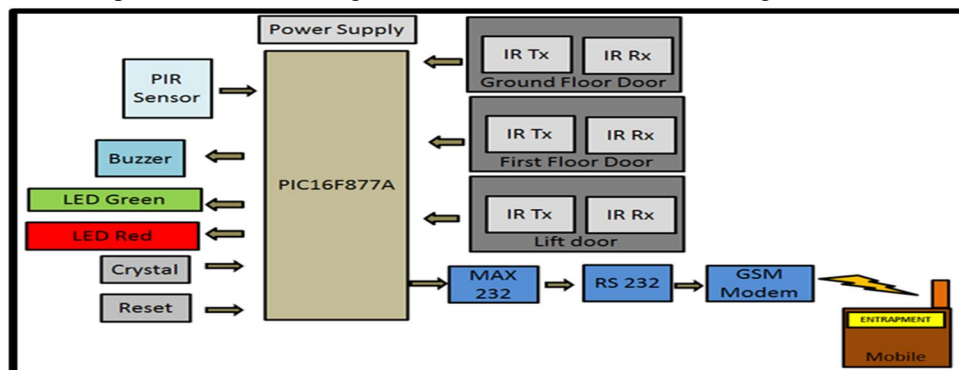 Power Supply
PIR
Sensor
Buzzer
LED Green
LED Red
Crystal
Reset
PIC16F877A
IR Tx
IR Rx
Ground Floor Door
IR Tx
IR Rx
First Floor Door
IR Tx
IR Rx
Lift door
MAX
232
RS 232
GSM
Modem
ENTRAPMENT
Mobile